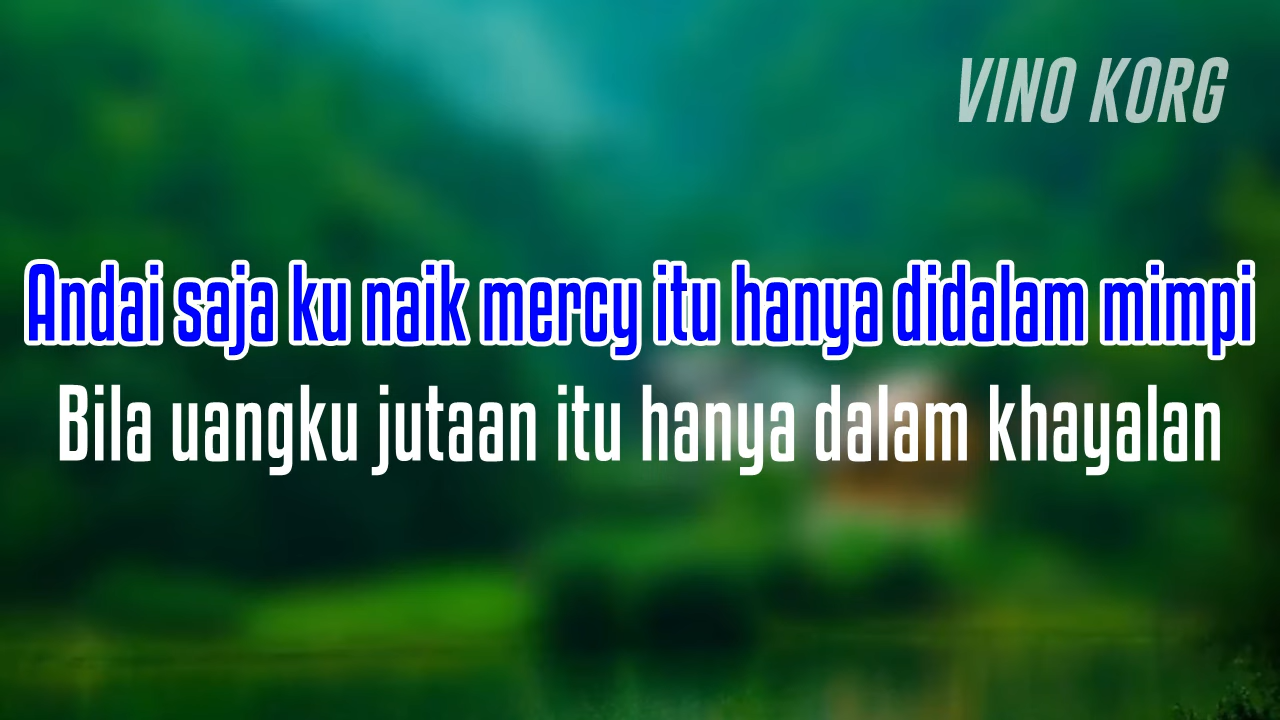 VINO KORG
Andai saja ku naik mercy itu hanya didalam mimpi
Bila uangku jutaan itu hanya dalam khayalan